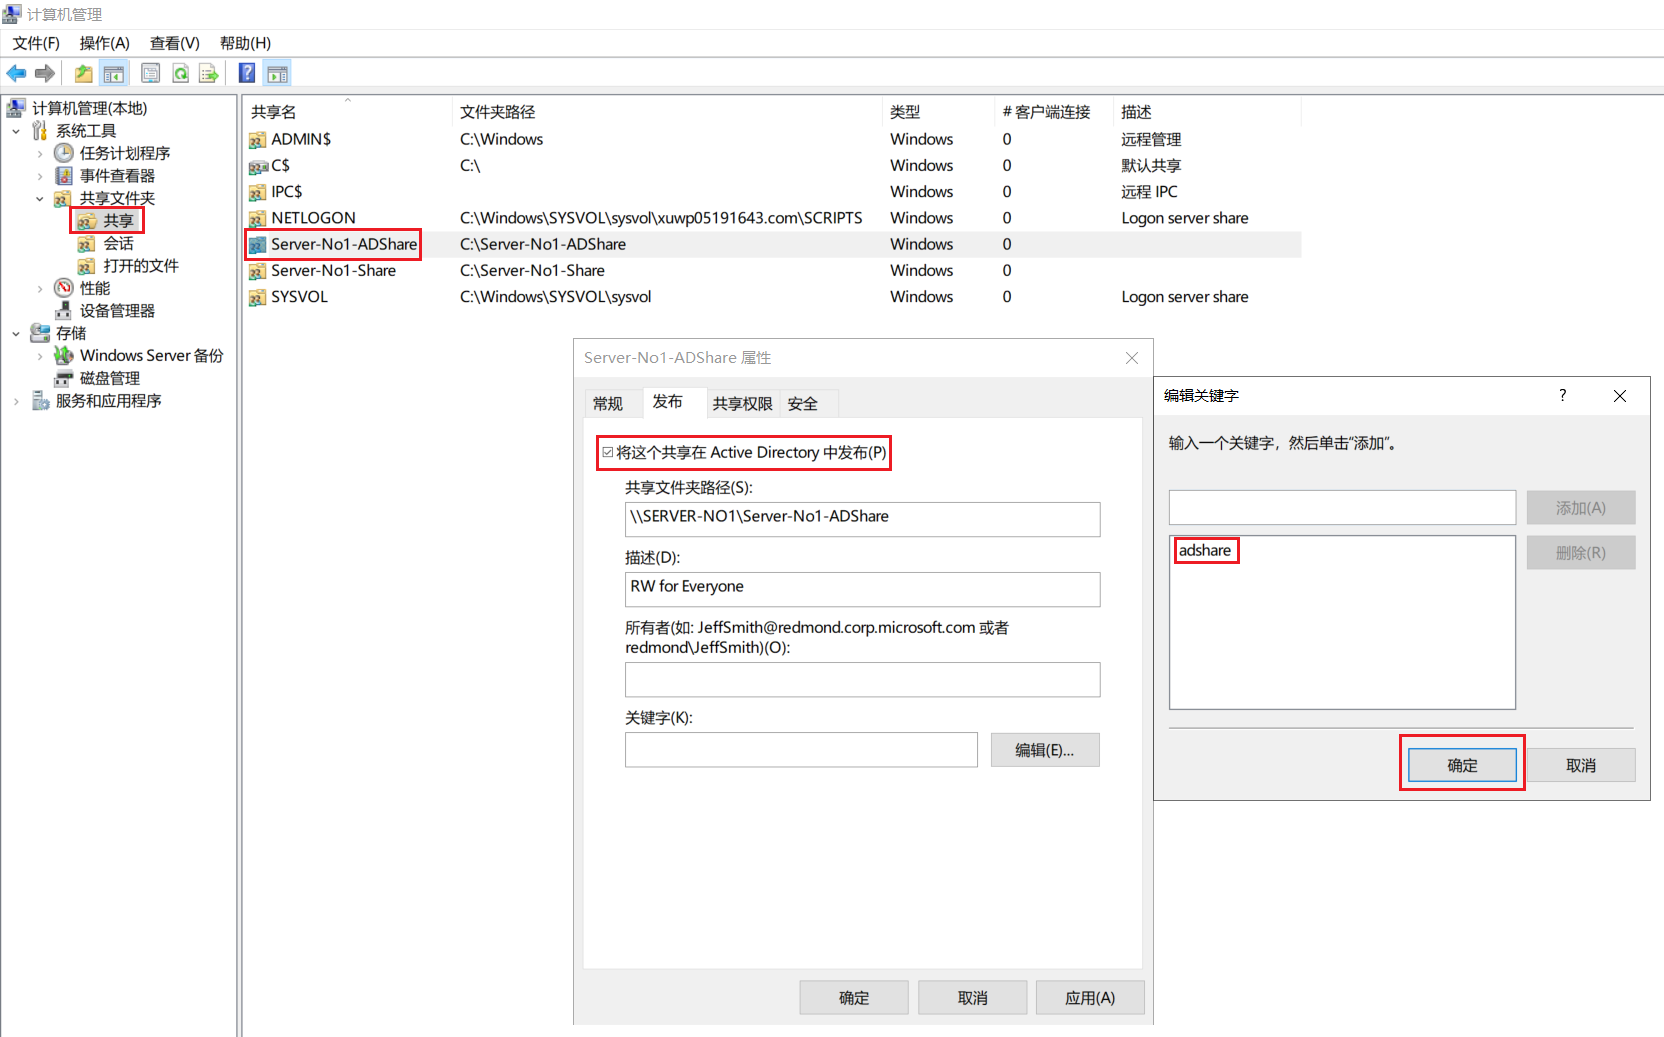 计算机管理
文件(F) 操作(A) 查看(V) 帮助(H)
计算机管理(本地)
系统工具
任务计划程序
事件查看器
共享文件夹
共享
会话
打开的文件
性能
设备管理器
存储
Windows Server 备份
磁盘管理
服务和应用程序
共享名 文件夹路径 类型 # 客户端连接 描述
ADMIN$ C:\Windows Windows 0 远程管理
C$ C:\ Windows 0 默认共享
IPC$ Windows 0 远程 IPC
NETLOGON C:\Windows\SYSVOL\sysvol\xuwp05191643.com\SCRIPTS Windows 0 Logon server share
Server-No1-ADShare C:\Server-No1-ADShare Windows 0
Server-No1-Share C:\Server-No1-Share Windows 0
SYSVOL C:\Windows\SYSVOL\sysvol Windows 0 Logon server share
Server-No1-ADShare 属性
常规 发布 共享权限 安全
将这个共享在 Active Directory 中发布(P)
共享文件夹路径(S):
\\SERVER-NO1\Server-No1-ADShare
描述(D):
RW for Everyone
所有者(如: JeffSmith@redmond.corp.microsoft.com 或者
redmond\JeffSmith)(O):
关键字(K):
编辑(E)...
确定 取消 应用(A)
编辑关键字 ?
输入一个关键字，然后单击“添加”。
添加(A)
adshare
删除(R)
确定 取消